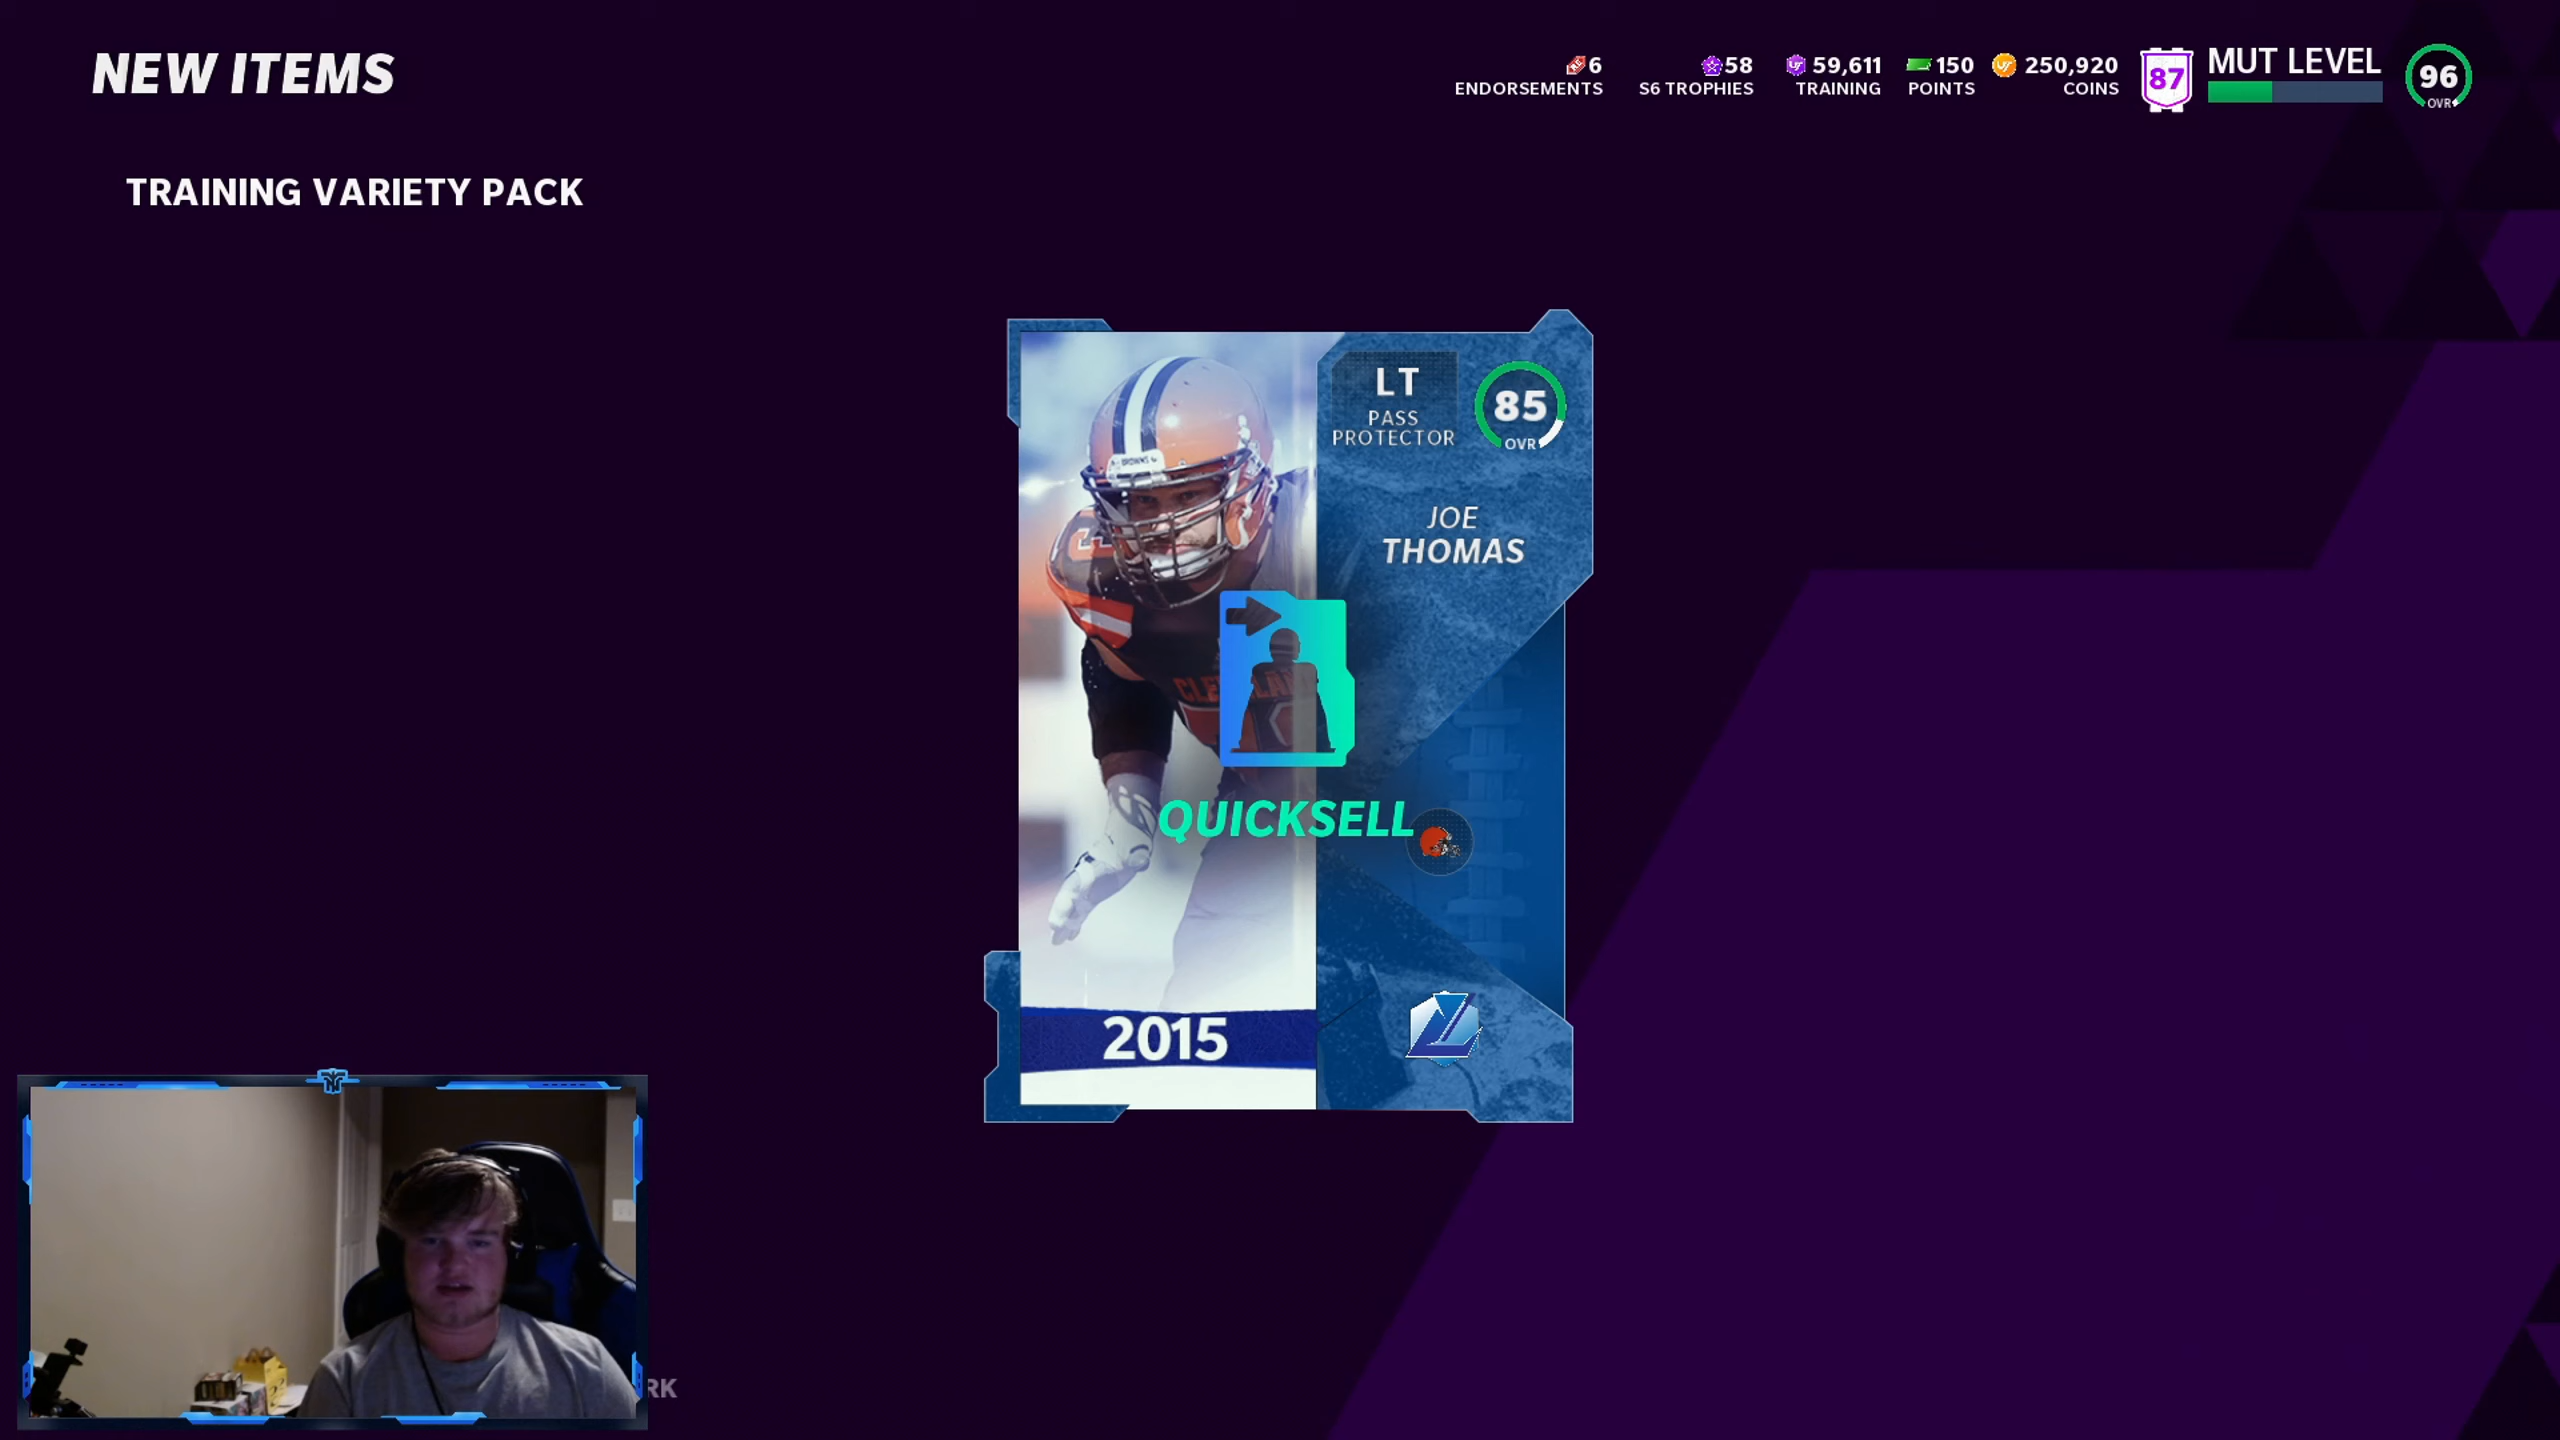 NEW ITEMS
6
ENDORSEMENTS
58
S6 TROPHIES
59,611
TRAINING
150
POINTS
250,920
COINS
87
MUT LEVEL
96
OVR
TRAINING VARIETY PACK
LT
PASS
PROTECTOR
85
OVR
JOE
THOMAS
BROWNS
QUICKSELL
2015
RK